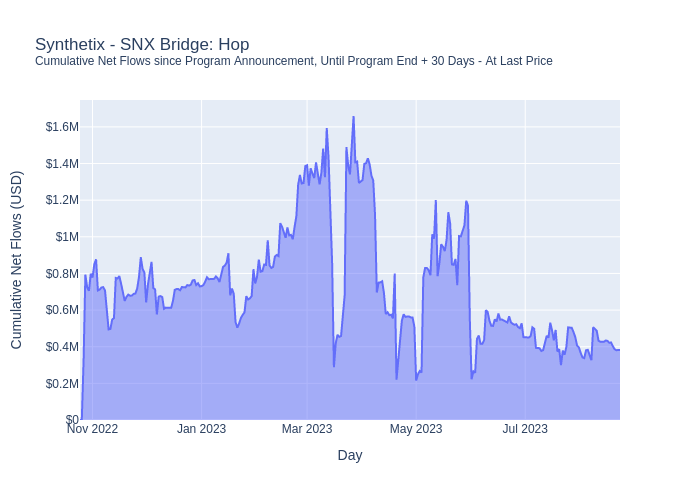 Synthetix - SNX Bridge: Hop
Cumulative Net Flows since Program Announcement, Until Program End + 30 Days - At Last Price
Cumulative Net Flows (USD)
$1.6M
$1.4M
$1.2M
$1M
$0.8M
$0.6M
$0.4M
$0.2M
$0
Nov 2022
Jan 2023
Mar 2023
May 2023
Jul 2023
Day